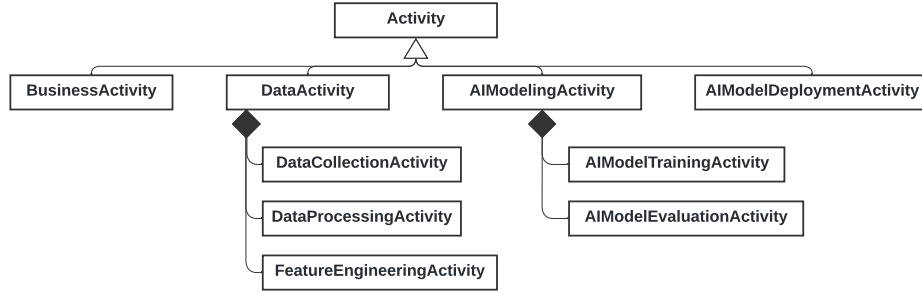 Activity
BusinessActivity
DataActivity
AIModelingActivity
AIModelDeploymentActivity
DataCollectionActivity
AIModelTrainingActivity
DataProcessingActivity
AIModelEvaluationActivity
FeatureEngineeringActivity